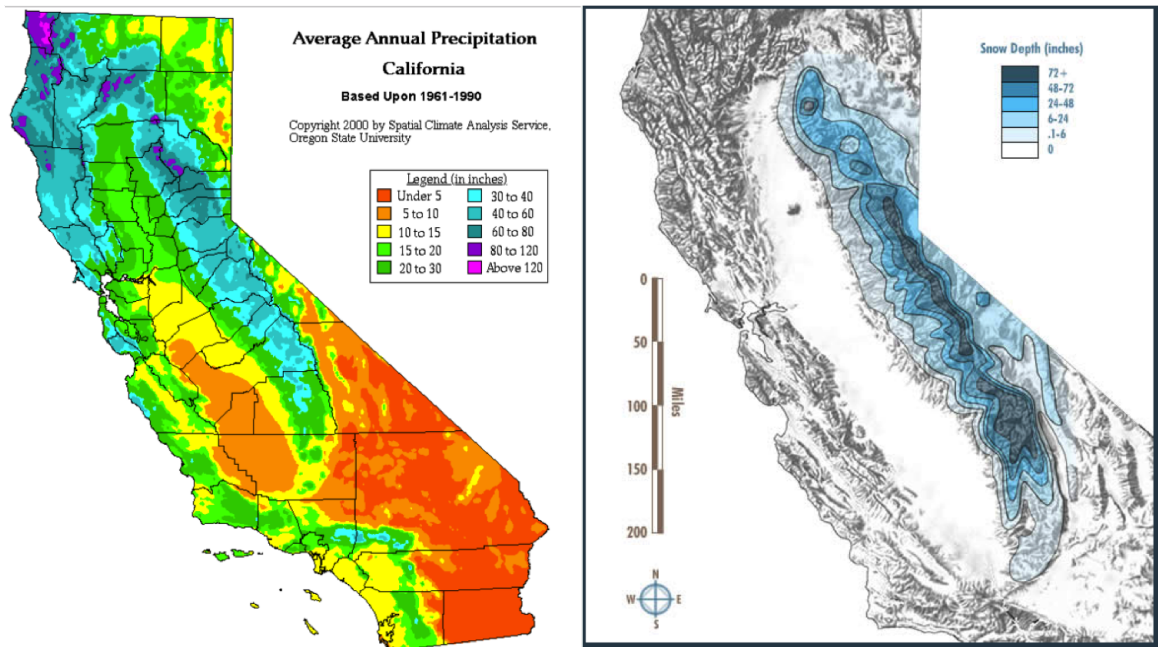 Average Annual Precipitation
California
Based Upon 1961-1990
Copyright 2000 by Spatial Climate Analysis Service,
Oregon State University
Legend (in inches)
Under 5
5 to 10
10 to 15
15 to 20
20 to 30
30 to 40
40 to 60
60 to 80
80 to 120
Above 120
Snow Depth (inches)
72+
48-72
24-48
6-24
.1-6
0
0
50
100
150
200
Miles
N
W
E
S